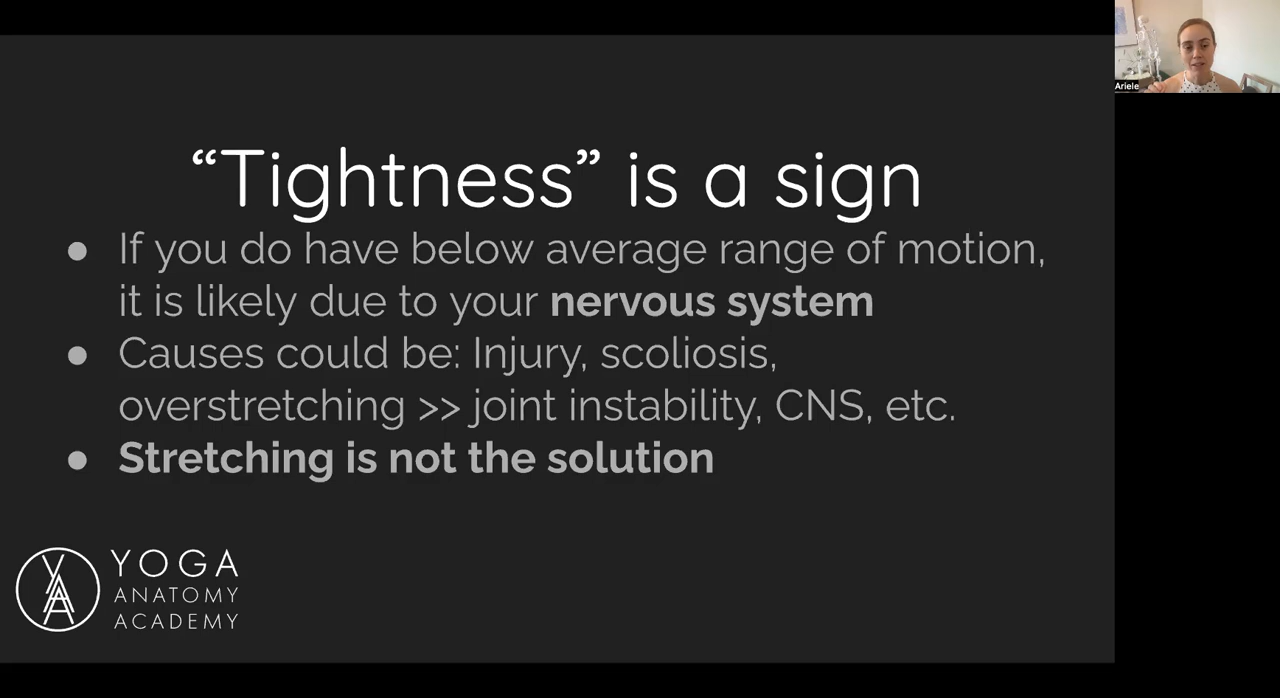 “Tightness” is a sign
● If you do have below average range of motion,
it is likely due to your nervous system
● Causes could be: Injury, scoliosis,
overstretching >> joint instability, CNS, etc.
● Stretching is not the solution
YAA
YOGA
ANATOMY
ACADEMY
Ariele